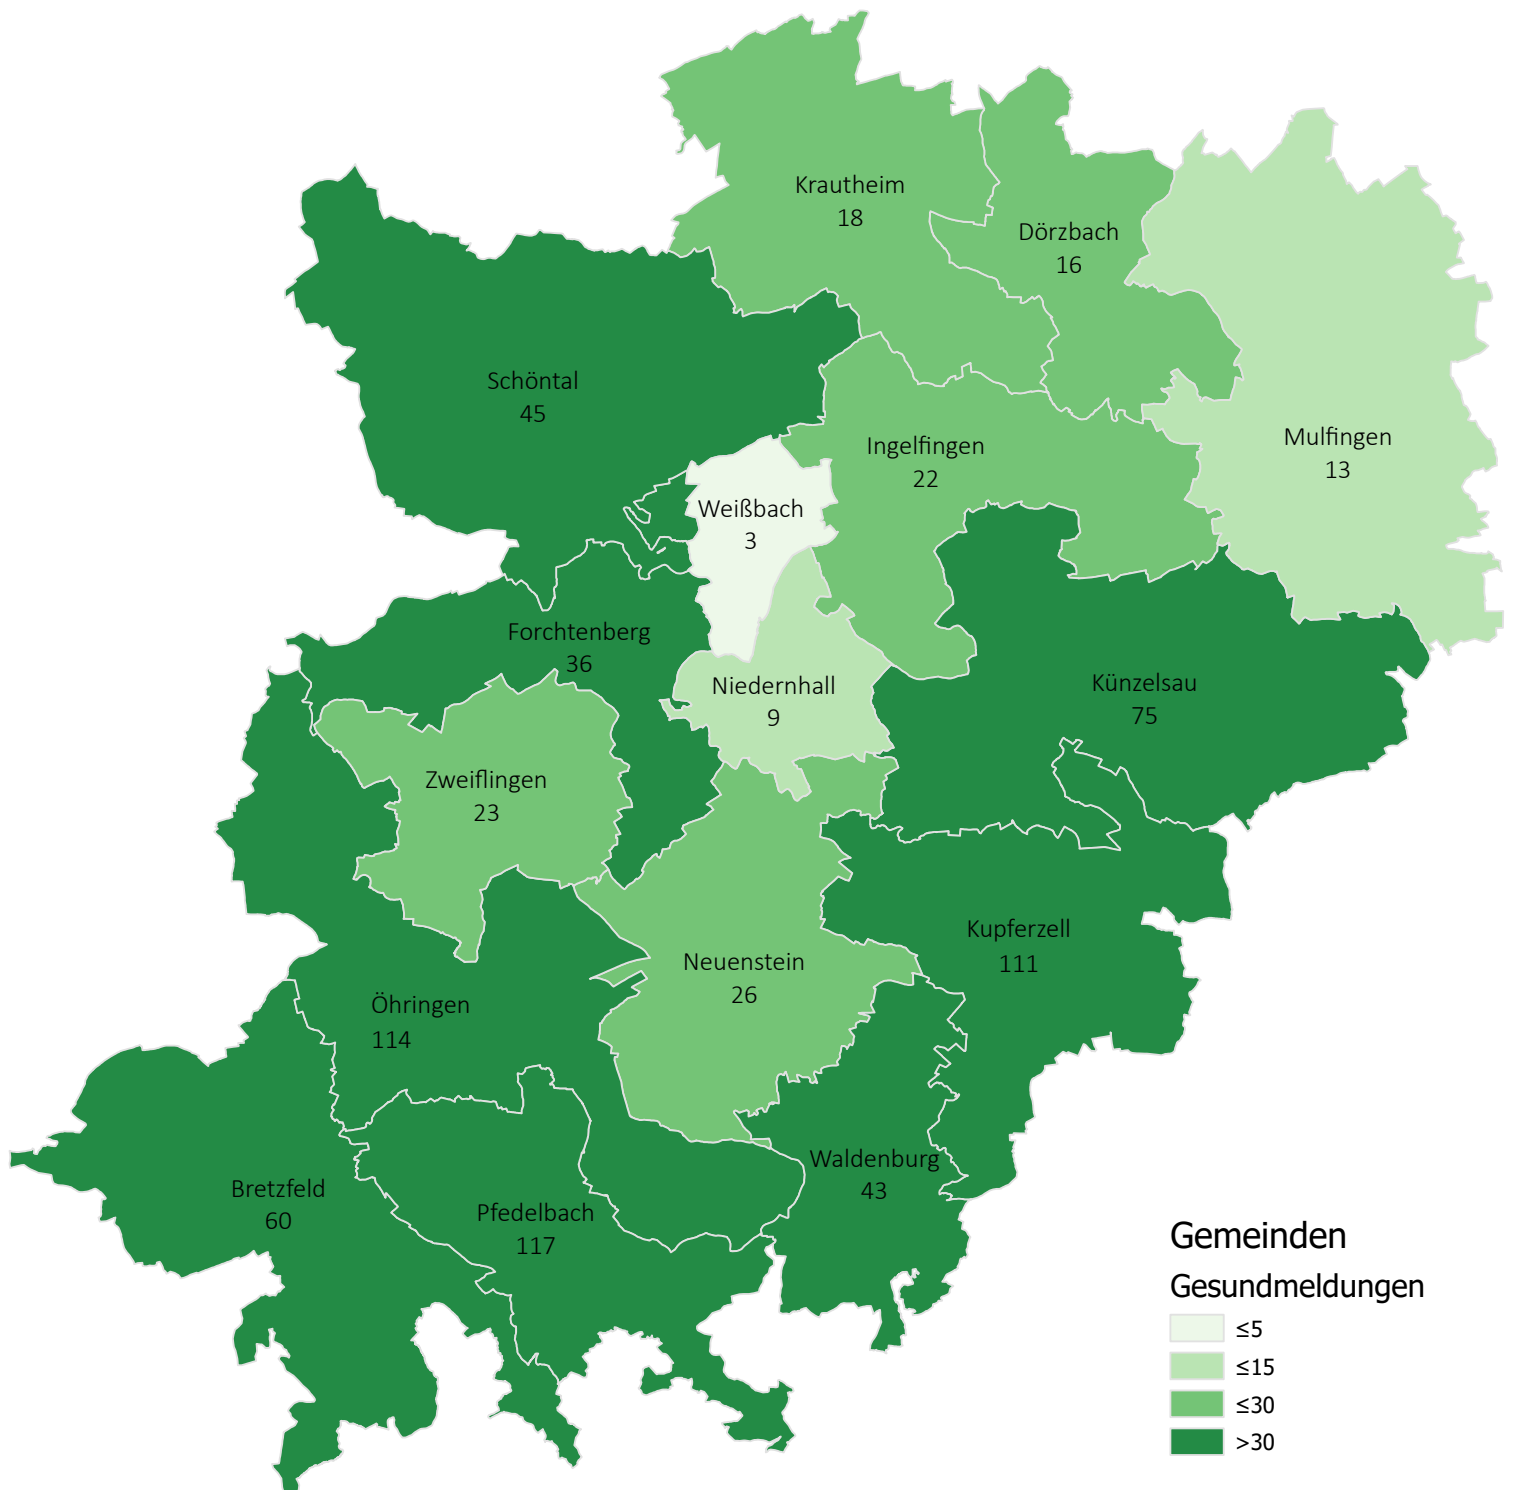 Krautheim
18
Dörzbach
16
Schöntal
45
Ingelfingen
22
Mulfingen
13
Weißbach
3
Forchtenberg
36
Niedernhall
9
Künzelsau
75
Zweiflingen
23
Kupferzell
111
Neuenstein
26
Öhringen
114
Waldenburg
43
Bretzfeld
60
Pfedelbach
117
Gemeinden
Gesundmeldungen
≤5
≤15
≤30
>30